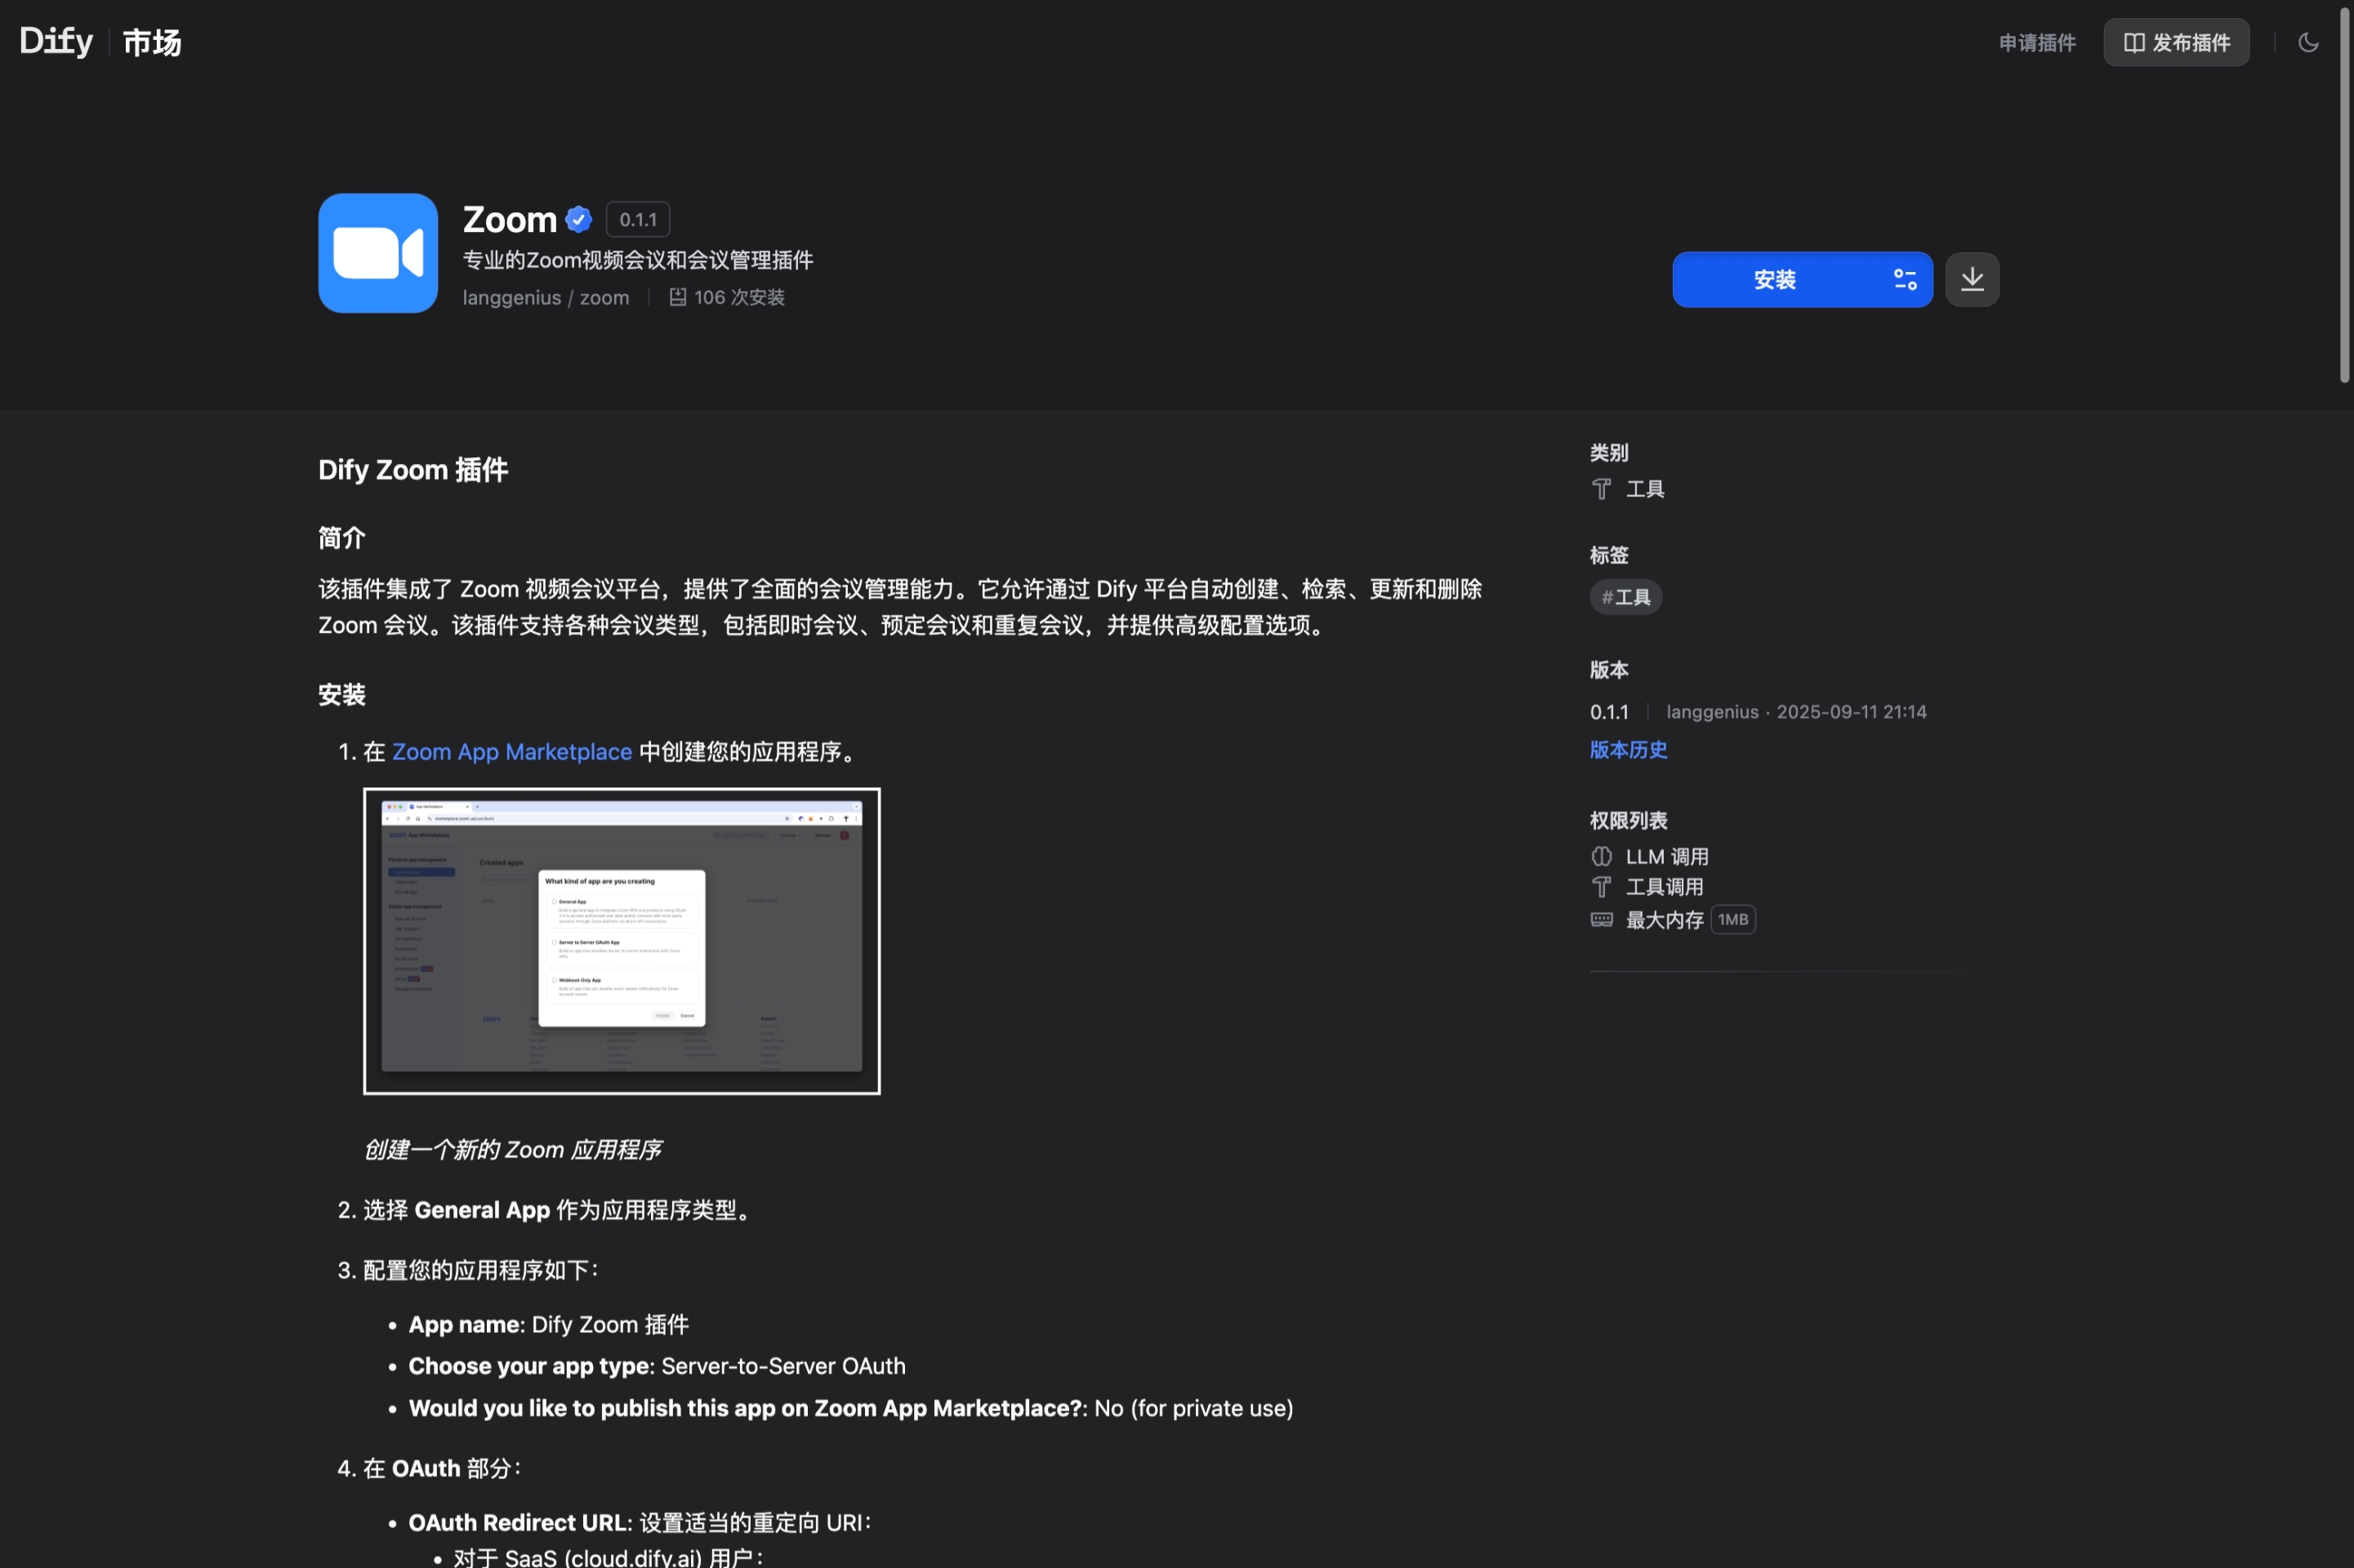 Dify 市场
申请插件
发布插件
Zoom 0.1.1
专业的Zoom视频会议和会议管理插件
langgenius / zoom 106 次安装
安装
Dify Zoom 插件
简介
该插件集成了 Zoom 视频会议平台，提供了全面的会议管理能力。它允许通过 Dify 平台自动创建、检索、更新和删除
Zoom 会议。该插件支持各种会议类型，包括即时会议、预定会议和重复会议，并提供高级配置选项。
安装
1. 在 Zoom App Marketplace 中创建您的应用程序。
zoom App Marketplace
Created apps
What kind of app are you creating
General App
Server to Server OAuth App
Webhook Only App
Create Cancel
创建一个新的 Zoom 应用程序
2. 选择 General App 作为应用程序类型。
3. 配置您的应用程序如下：
• App name: Dify Zoom 插件
• Choose your app type: Server-to-Server OAuth
• Would you like to publish this app on Zoom App Marketplace?: No (for private use)
4. 在 OAuth 部分：
• OAuth Redirect URL: 设置适当的重定向 URI：
• 对于 SaaS (cloud.dify.ai) 用户：
类别
工具
标签
#工具
版本
0.1.1 langgenius · 2025-09-11 21:14
版本历史
权限列表
LLM 调用
工具调用
最大内存 1MB